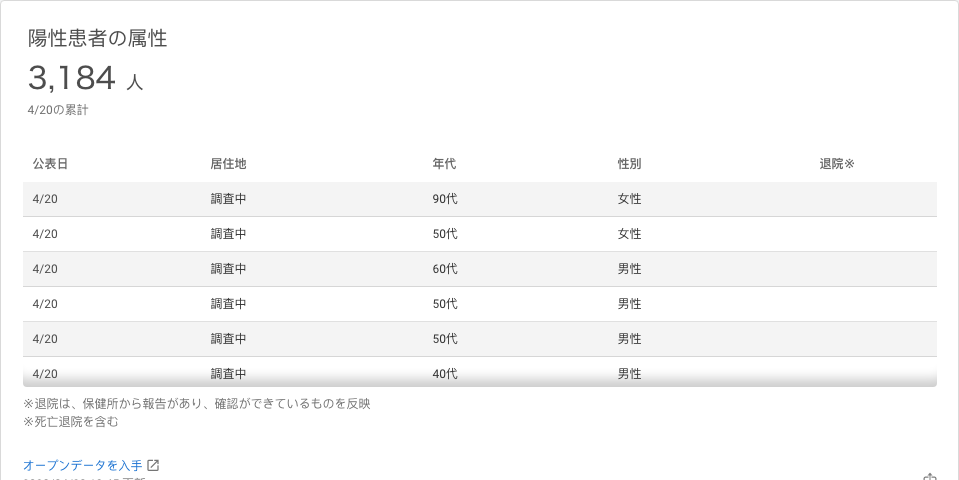 陽性患者の属性
3,184 人
4/20の累計
公表日 居住地 年代 性別 退院※
4/20 調査中 90代 女性
4/20 調査中 50代 女性
4/20 調査中 60代 男性
4/20 調査中 50代 男性
4/20 調査中 50代 男性
4/20 調査中 40代 男性
※退院は、保健所から報告があり、確認ができているものを反映
※死亡退院を含む
オープンデータを入手